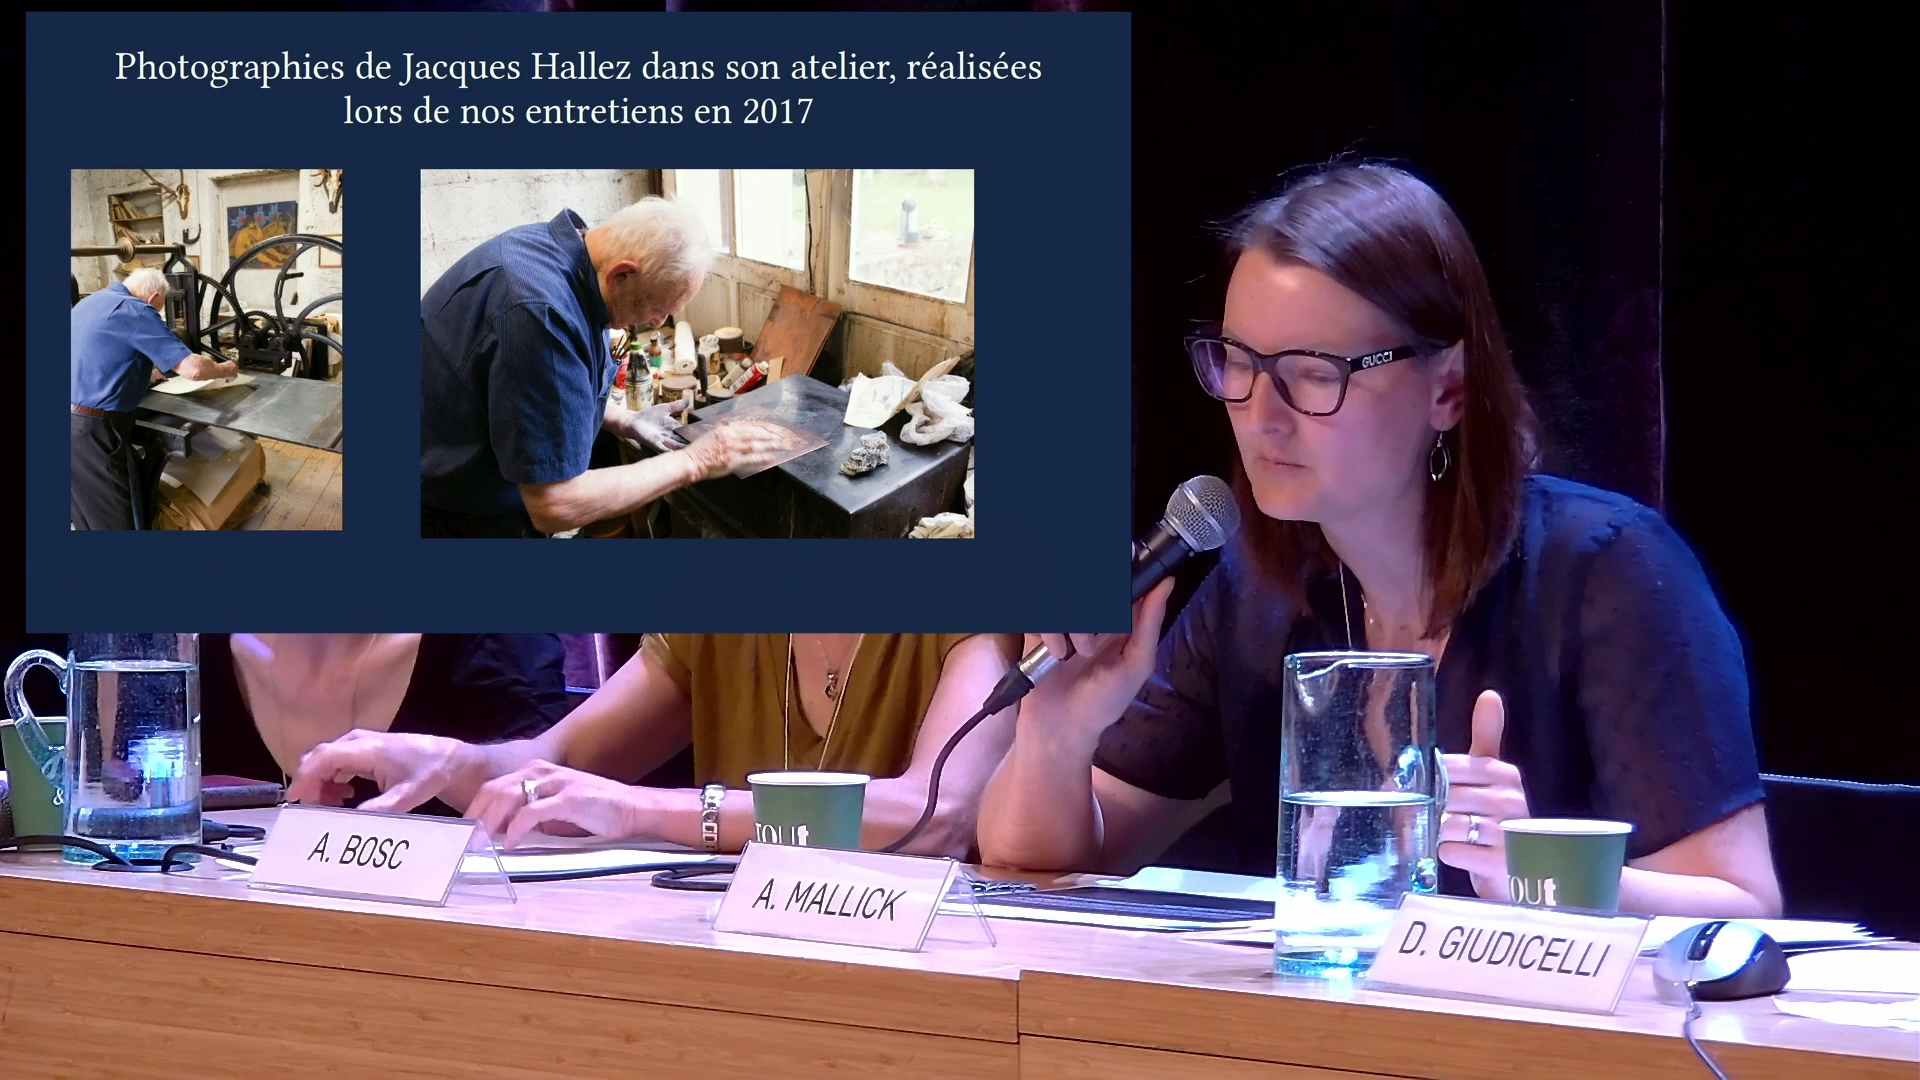 Photographies de Jacques Hallez dans son atelier, réalisées
lors de nos entretiens en 2017
GUCCI
&
A. BOSC
TOUt
A. MALLICK
OUt
D. GIUDICELLI